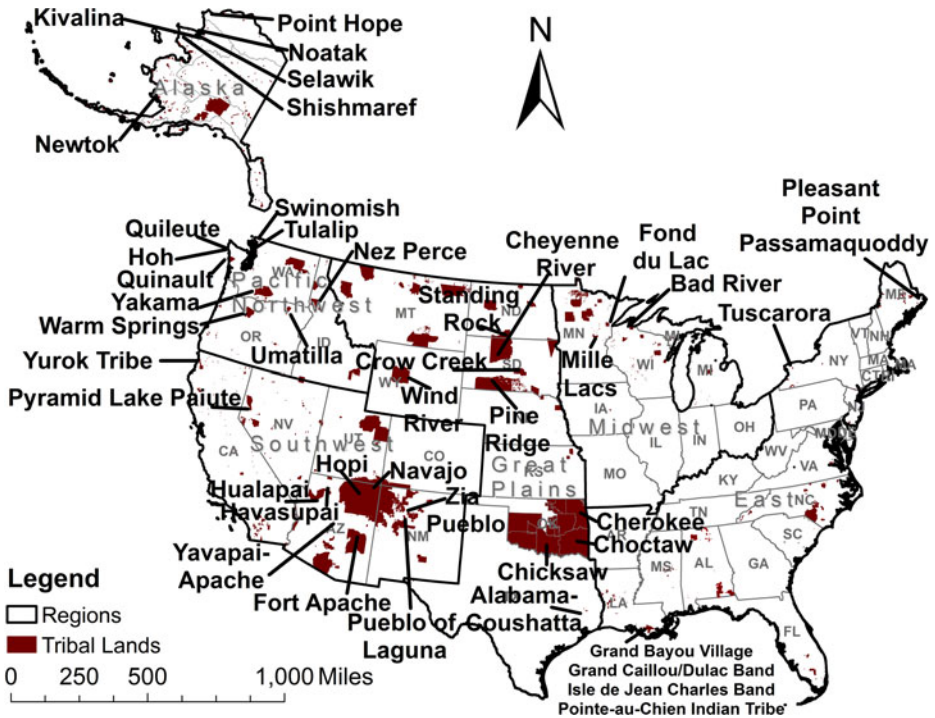 Kivalina
Point Hope
Noatak
Selawik
Shishmaref
Alaska
Newtok
N
Swinomish
Tulalip
Quileute
Hoh
Quinault
Yakama
Warm Springs
Nez Perce
Umatilla
Yurok Tribe
Pyramid Lake Paiute
Pacific
Northwest
WA
OR
ID
MT
ND
SD
WY
Cheyenne
River
Standing
Rock
Crow Creek
Wind
River
Pine
Ridge
Fond
du Lac
Bad River
Mille
Lacs
Pleasant
Point
Passamaquoddy
Tuscarora
MN
WI
MI
MI
IA
IL
IN
OH
MO
Midwest
ME
VT
NH
MA
CT
NY
PA
NJ
WV
VA
KY
TN
NC
SC
East
GA
AL
MS
LA
AR
FL
Southwest
NV
CA
UT
CO
AZ
NM
Great
Plains
KS
OK
Hopi
Navajo
Hualapai
Havasupai
Zia
Pueblo
Yavapai-
Apache
Fort Apache
Pueblo of
Laguna
Cherokee
Choctaw
Chicksaw
Alabama-
Coushatta
Grand Bayou Village
Grand Caillou/Dulac Band
Isle de Jean Charles Band
Pointe-au-Chien Indian Tribe
Legend
Regions
Tribal Lands
0 250 500 1,000 Miles